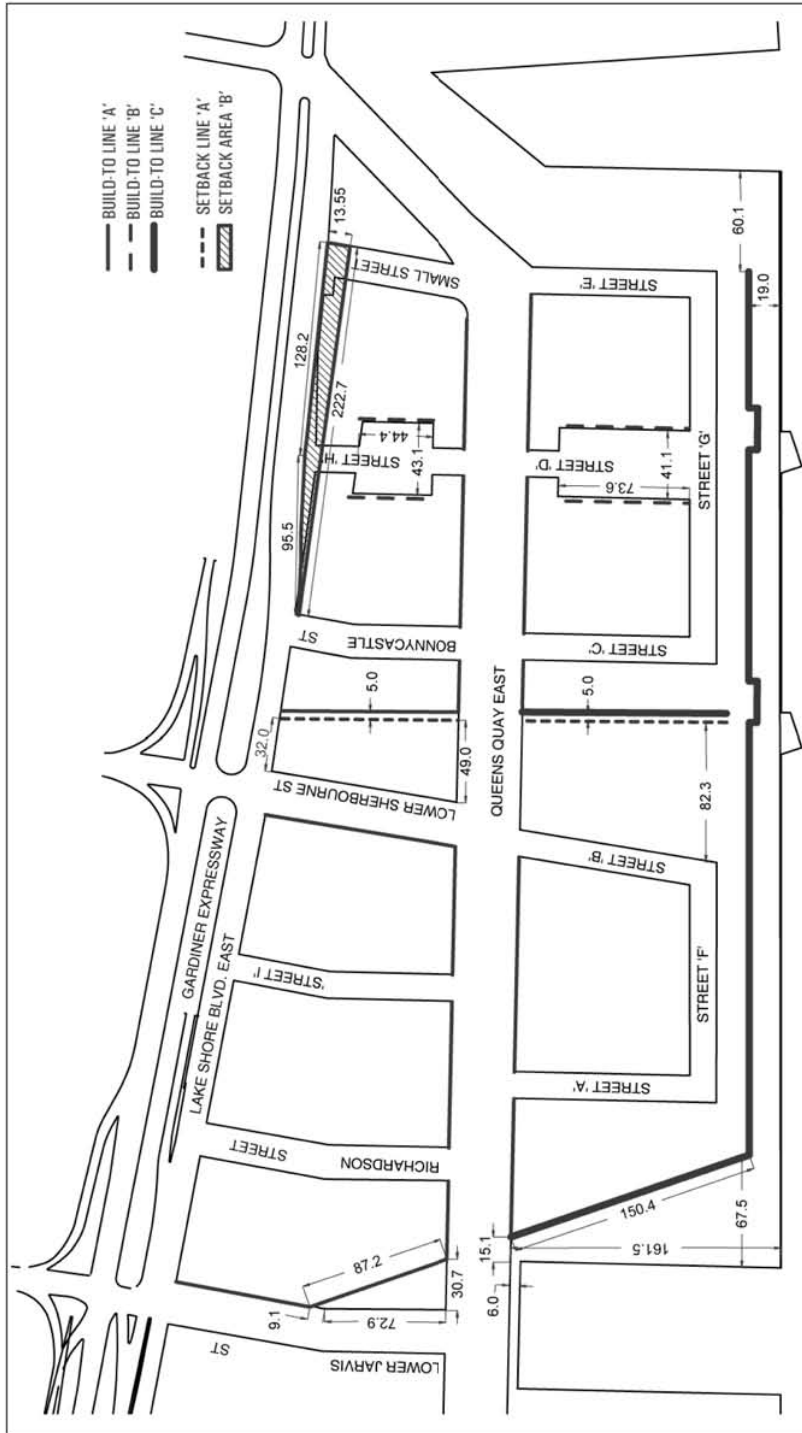 BUILD-TO LINE 'A'
BUILD-TO LINE 'B'
BUILD-TO LINE 'C'
SETBACK LINE 'A'
SETBACK AREA 'B'
13.55
128.2
222.7
95.5
SMALL STREET
44.4
STREET 'H'
43.1
60.1
19.0
STREET 'E'
STREET 'D'
73.6
41.1
STREET 'G'
BONNYCASTLE
ST
STREET 'C'
5.0
32.0
49.0
QUEENS QUAY EAST
5.0
82.3
LOWER SHERBOURNE ST
STREET 'B'
GARDINER EXPRESSWAY
LAKE SHORE BLVD. EAST
'STREET I'
STREET 'F'
STREET 'A'
RICHARDSON
STREET
87.2
9.1
72.9
30.7
15.1
6.0
150.4
161.5
67.5
LOWER JARVIS
ST